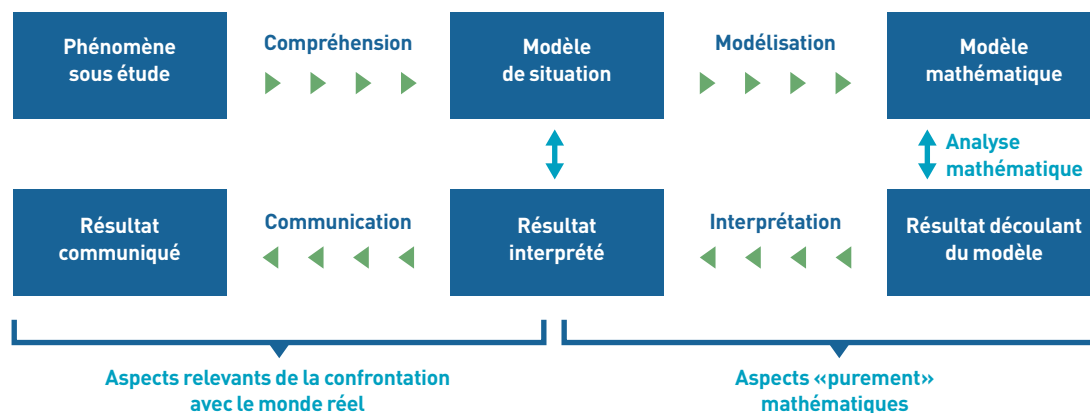 Phénomène
sous étude
Compréhension
Modèle
de situation
Modélisation
Modèle
mathématique
Analyse
mathématique
Résultat
communiqué
Communication
Résultat
interprété
Interprétation
Résultat découlant
du modèle
Aspects relevants de la confrontation
avec le monde réel
Aspects «purement»
mathématiques